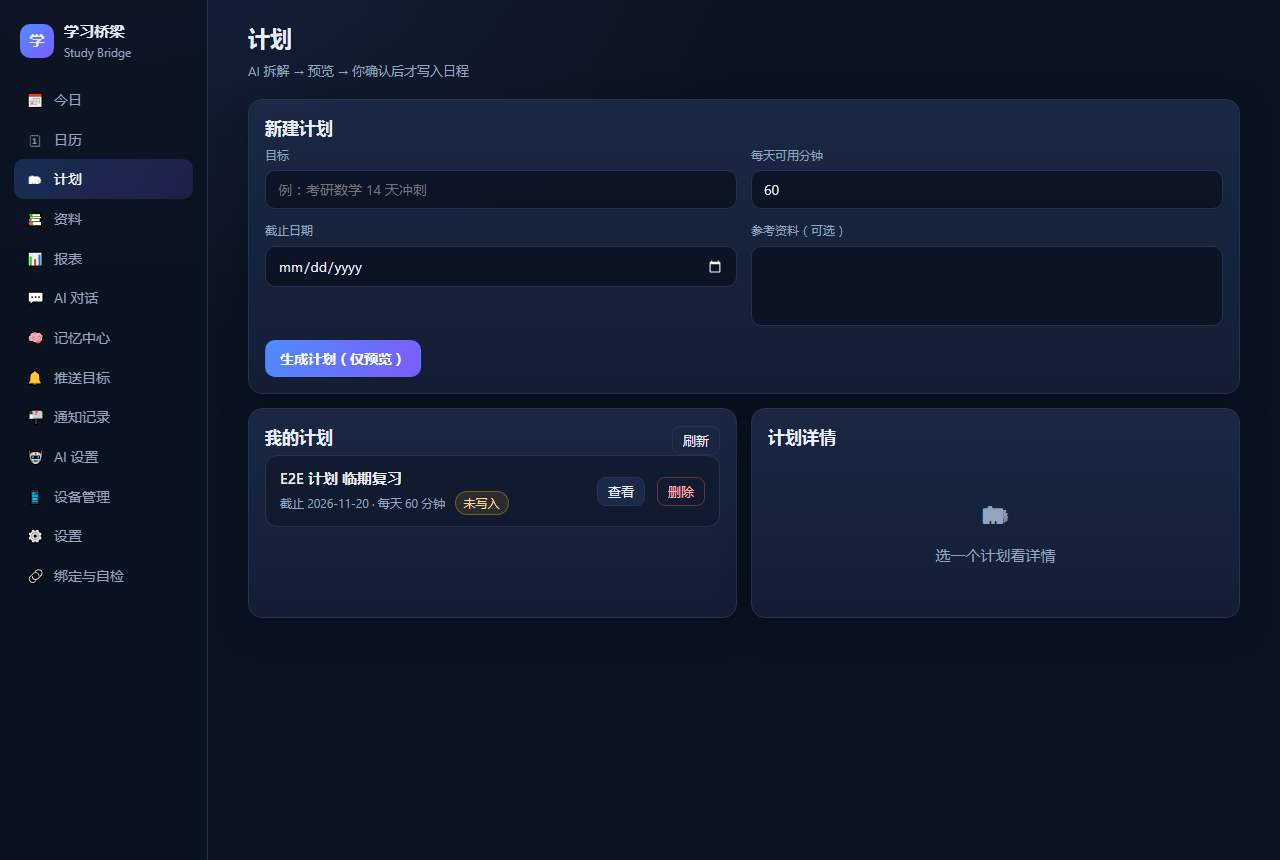 学
学习桥梁
Study Bridge
今日
日历
计划
资料
报表
AI 对话
记忆中心
推送目标
通知记录
AI 设置
设备管理
设置
绑定与自检
计划
AI 拆解 → 预览 → 你确认后才写入日程
新建计划
目标
例：考研数学 14 天冲刺
每天可用分钟
60
截止日期
mm/dd/yyyy
参考资料（可选）
生成计划（仅预览）
我的计划
刷新
E2E 计划 临期复习
截止 2026-11-20 · 每天 60 分钟 未写入
查看
删除
计划详情
选一个计划看详情